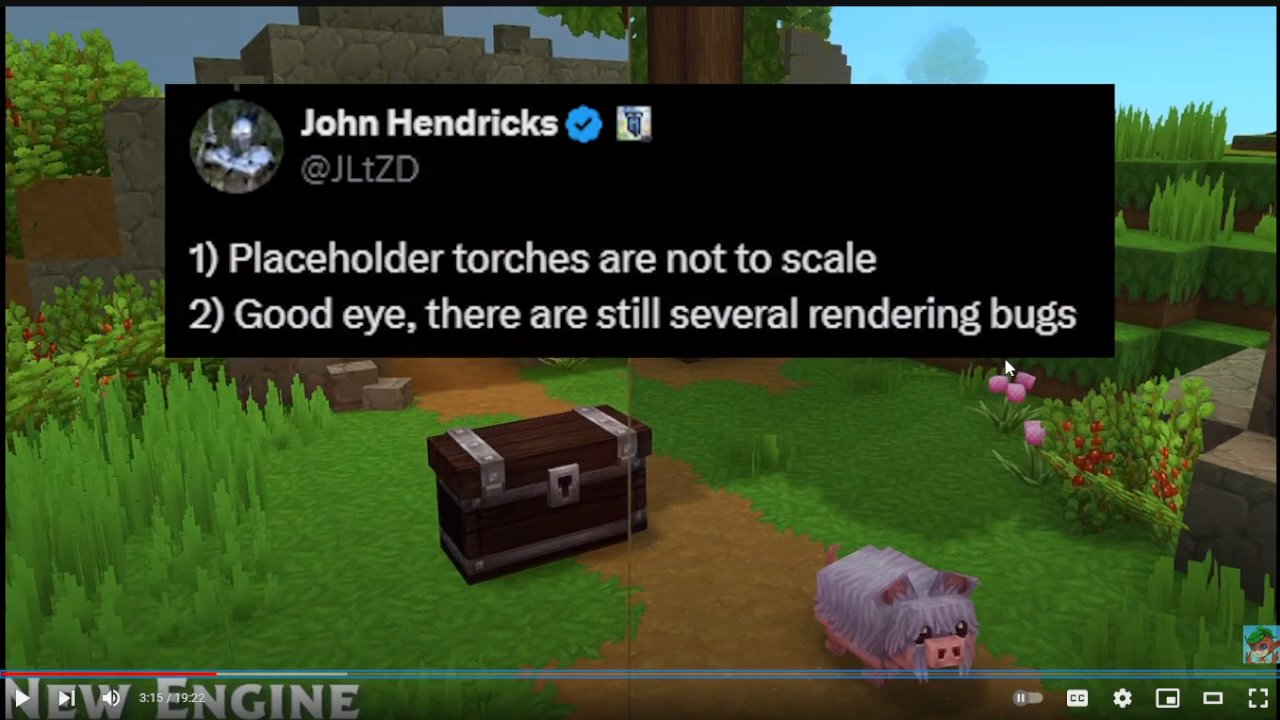 John Hendricks
@JLtZD
1) Placeholder torches are not to scale
2) Good eye, there are still several rendering bugs
NEW ENGINE
3:15 / 19:22
CC